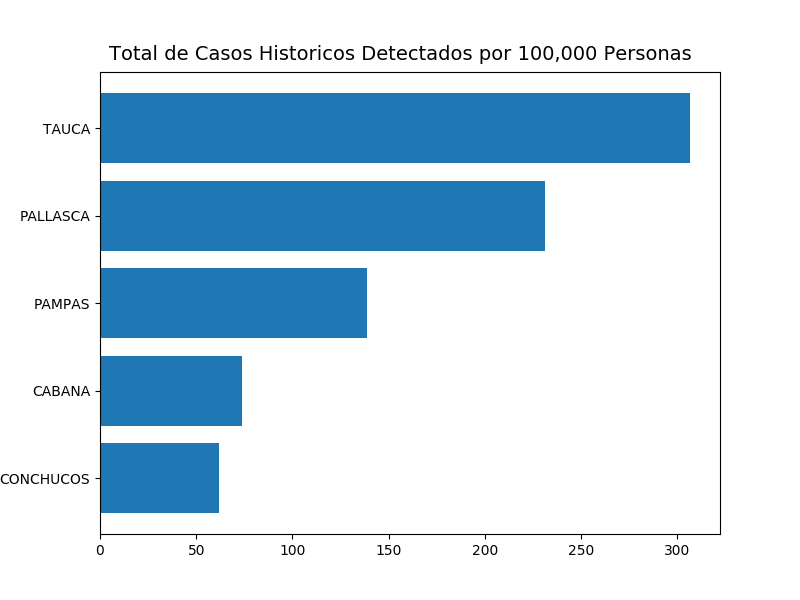 Total de Casos Historicos Detectados por 100,000 Personas
TAUCA
PALLASCA
PAMPAS
CABANA
CONCHUCOS
0 50 100 150 200 250 300